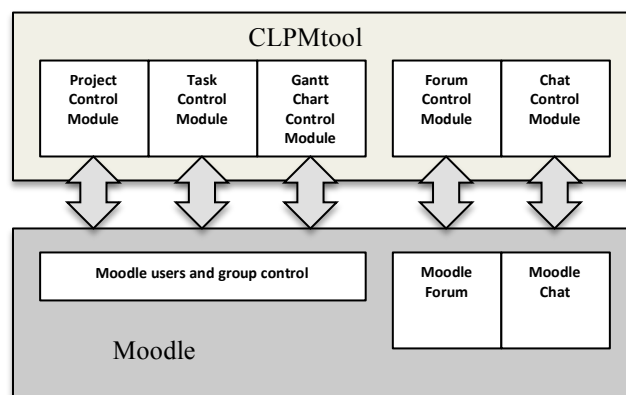 CLPMtool
Project
Control
Module
Task
Control
Module
Gantt
Chart
Control
Module
Forum
Control
Module
Chat
Control
Module
Moodle users and group control
Moodle
Forum
Moodle
Chat
Moodle